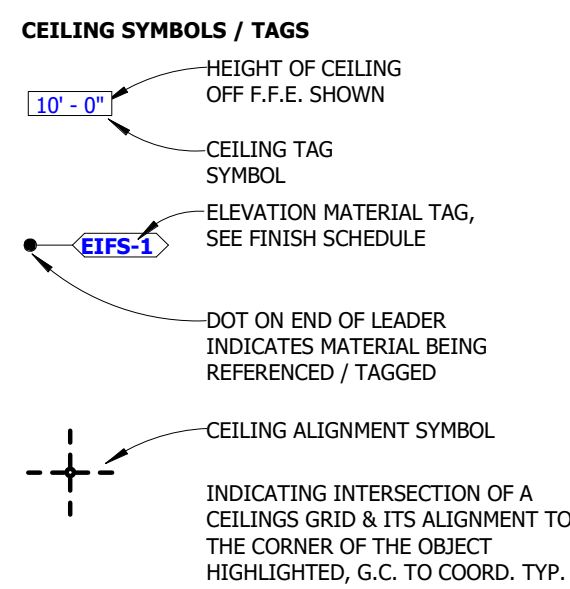 CEILING SYMBOLS / TAGS
HEIGHT OF CEILING
OFF F.F.E. SHOWN
10' - 0"
CEILING TAG
SYMBOL
ELEVATION MATERIAL TAG,
SEE FINISH SCHEDULE
EIFS-1
DOT ON END OF LEADER
INDICATES MATERIAL BEING
REFERENCED / TAGGED
CEILING ALIGNMENT SYMBOL
INDICATING INTERSECTION OF A
CEILINGS GRID & ITS ALIGNMENT TO
THE CORNER OF THE OBJECT
HIGHLIGHTED, G.C. TO COORD. TYP.